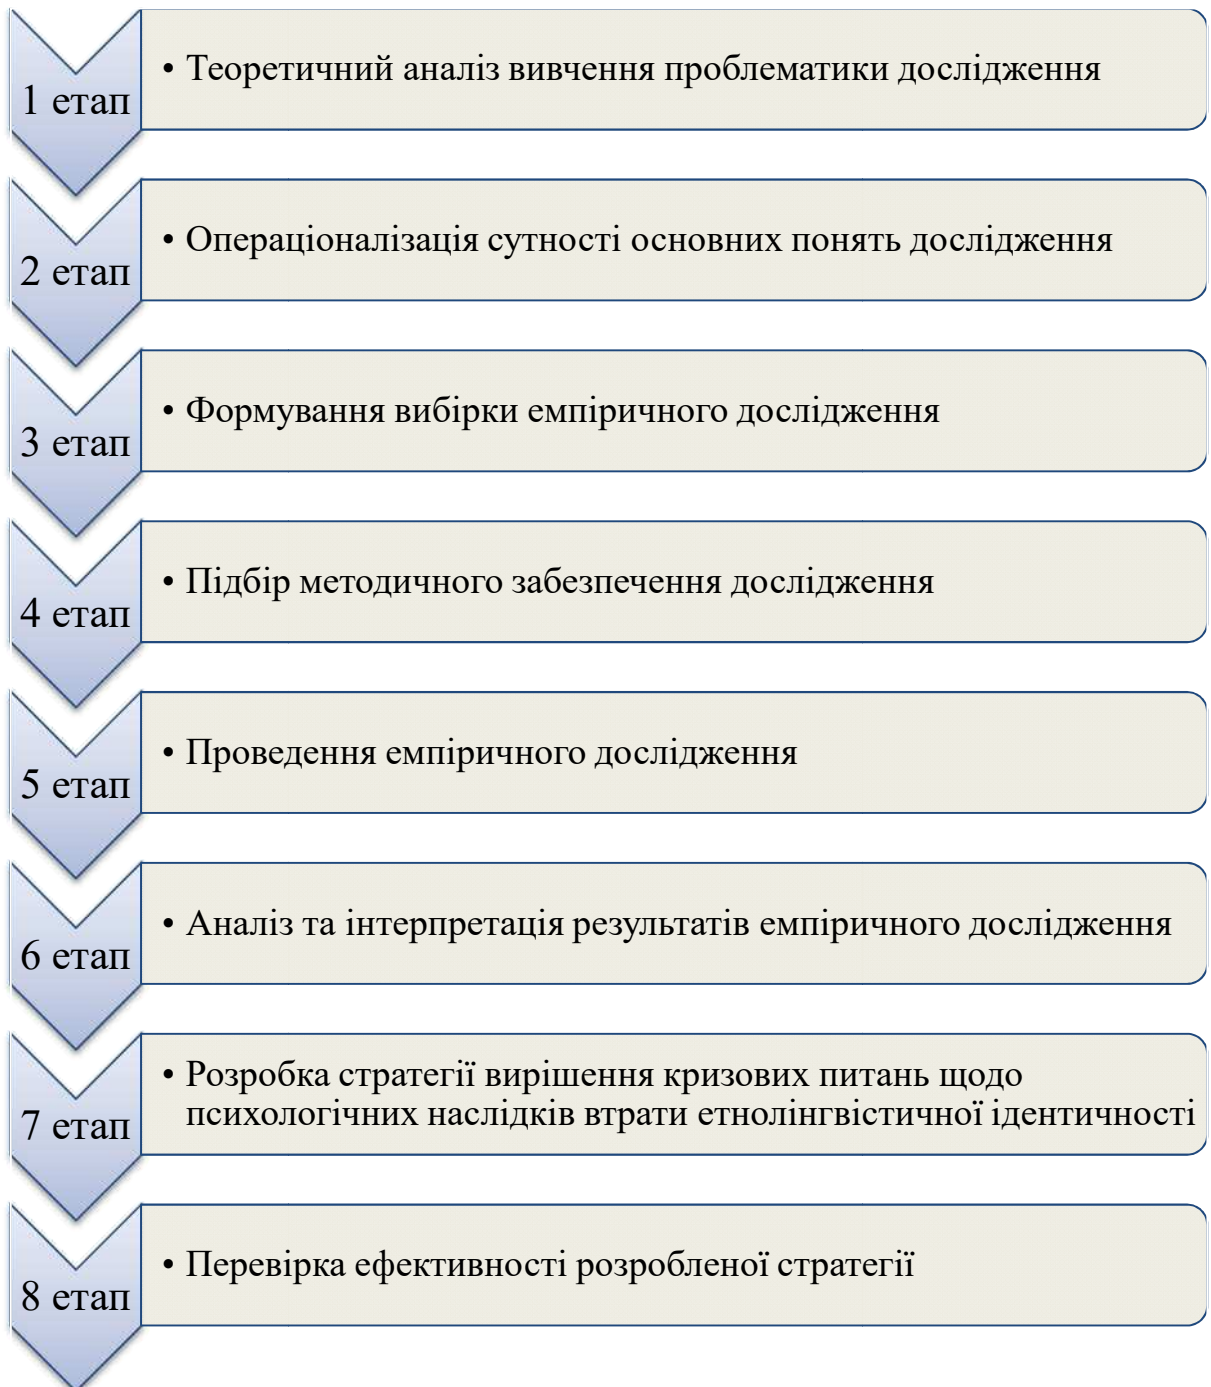 1 етап
• Теоретичний аналіз вивчення проблематики дослідження
2 етап
• Операціоналізація сутності основних понять дослідження
3 етап
• Формування вибірки емпіричного дослідження
4 етап
• Підбір методичного забезпечення дослідження
5 етап
• Проведення емпіричного дослідження
6 етап
• Аналіз та інтерпретація результатів емпіричного дослідження
7 етап
• Розробка стратегії вирішення кризових питань щодо
психологічних наслідків втрати етнолінгвістичної ідентичності
8 етап
• Перевірка ефективності розробленої стратегії